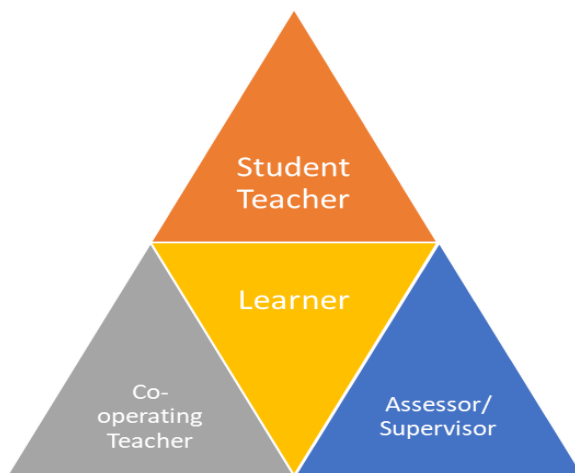 Student
Teacher
Learner
Co-
operating
Teacher
Assessor/
Supervisor